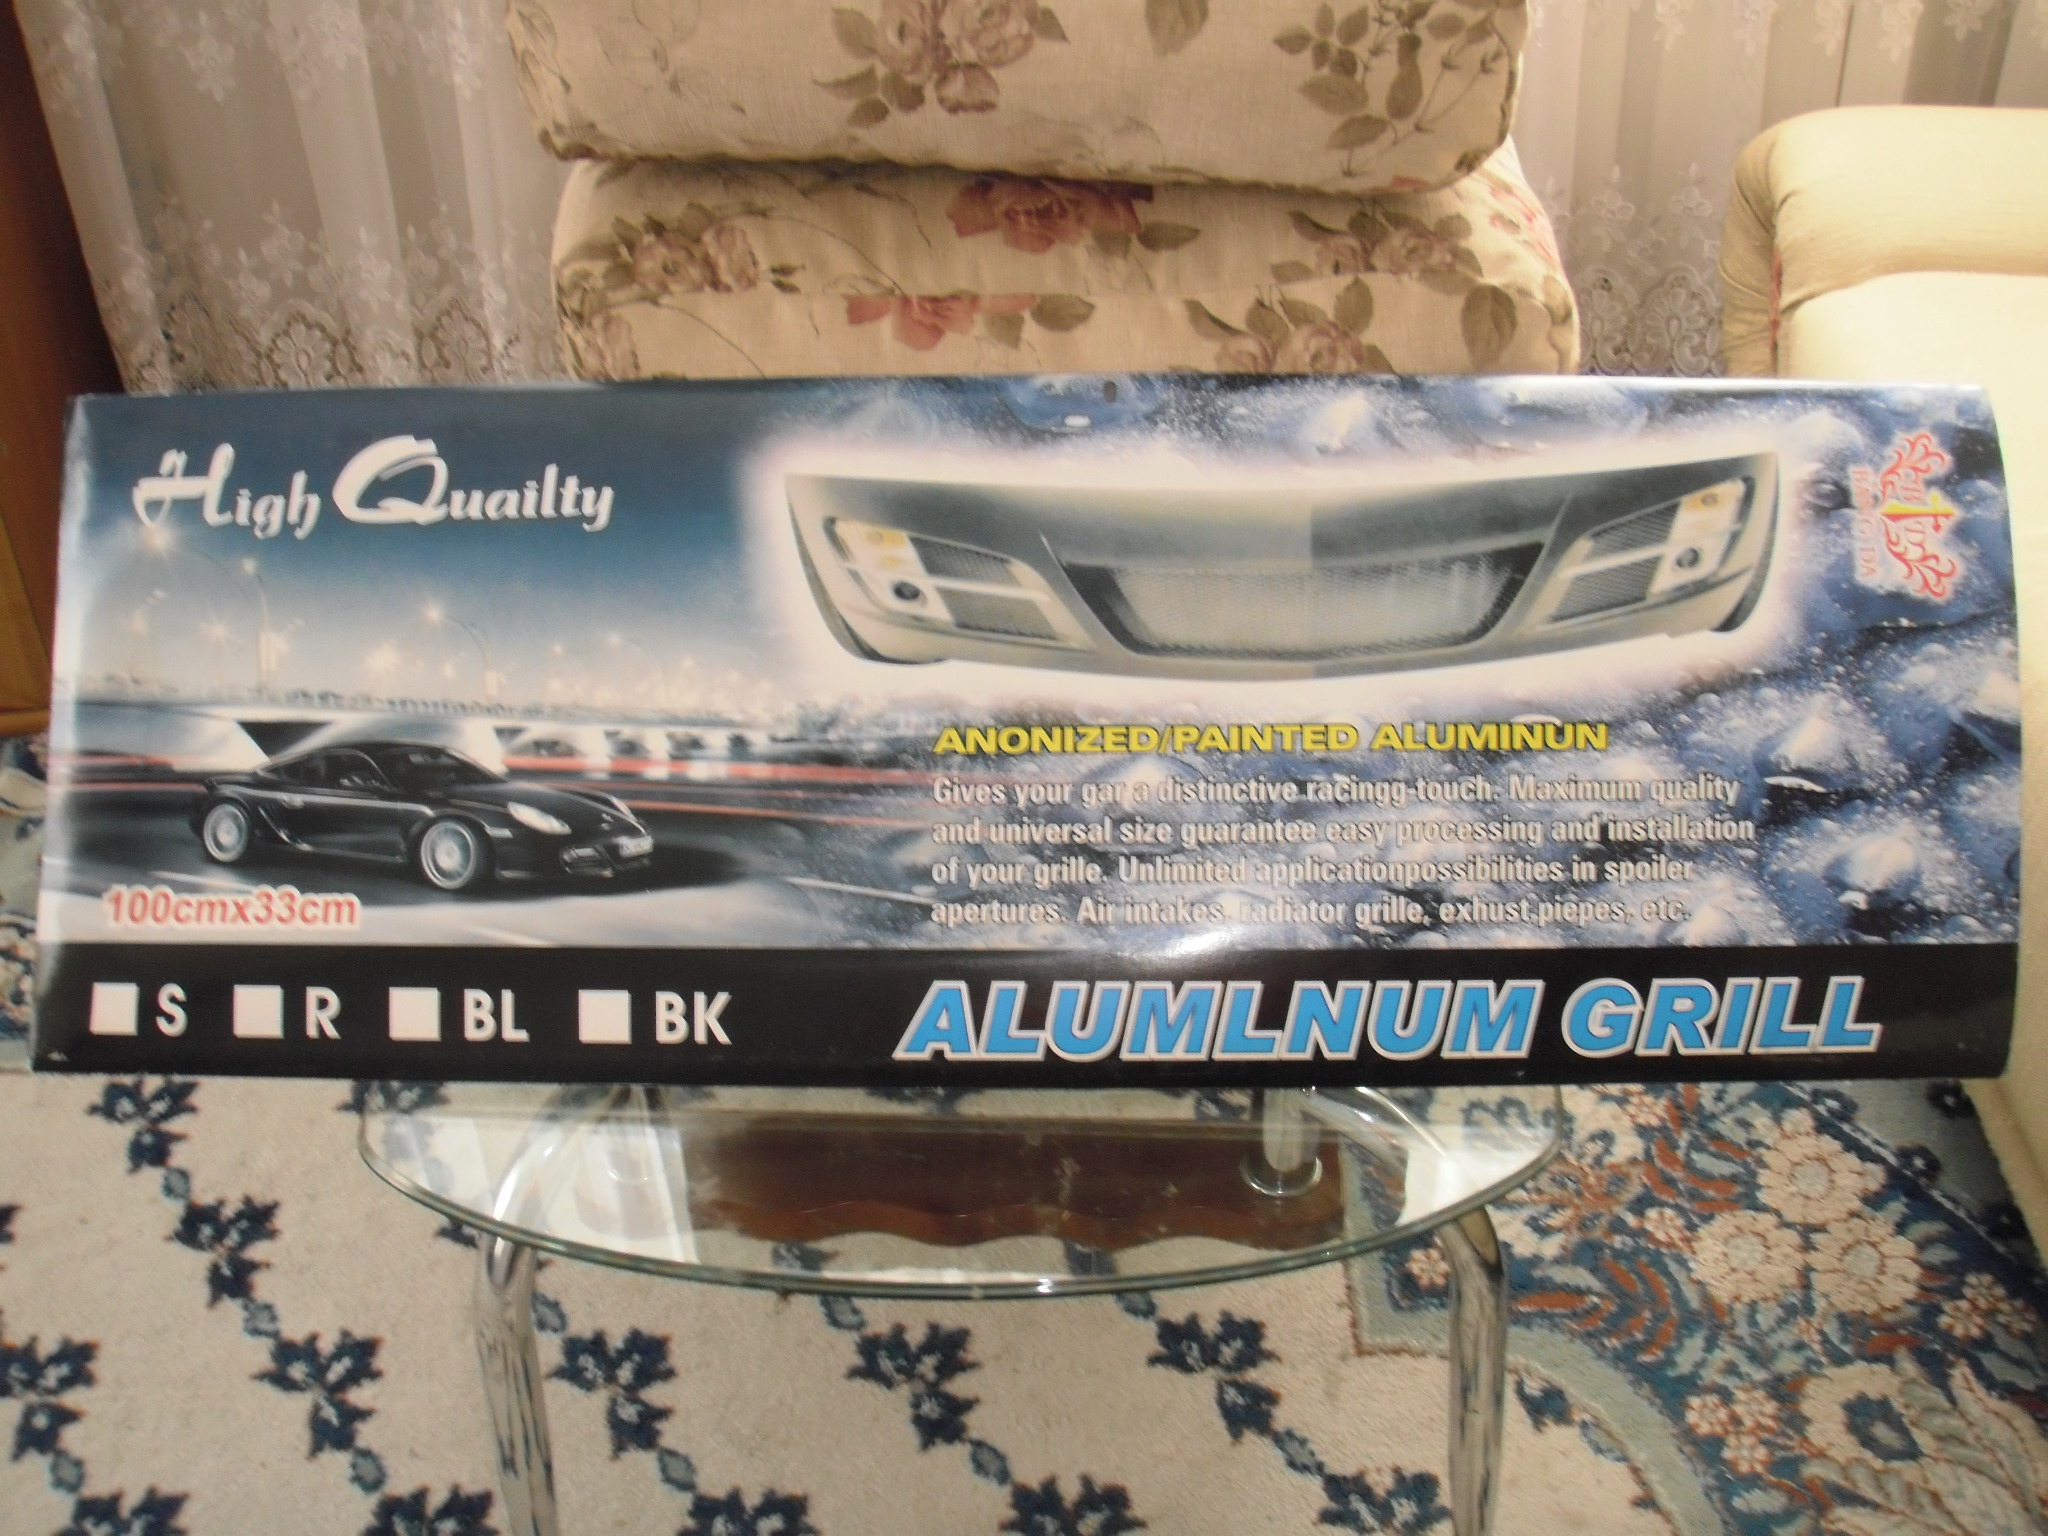 High Quailty
BANG DA
ANONIZED/PAINTED ALUMINUN
Gives your gar a distinctive racingg-touch. Maximum quality
and universal size guarantee easy processing and installation
of your grille. Unlimited applicationpossibilities in spoiler
apertures. Air intakes, radiator grille, exhust.piepes, etc.
100cmx33cm
S R BL BK
ALUMLNUM GRILL